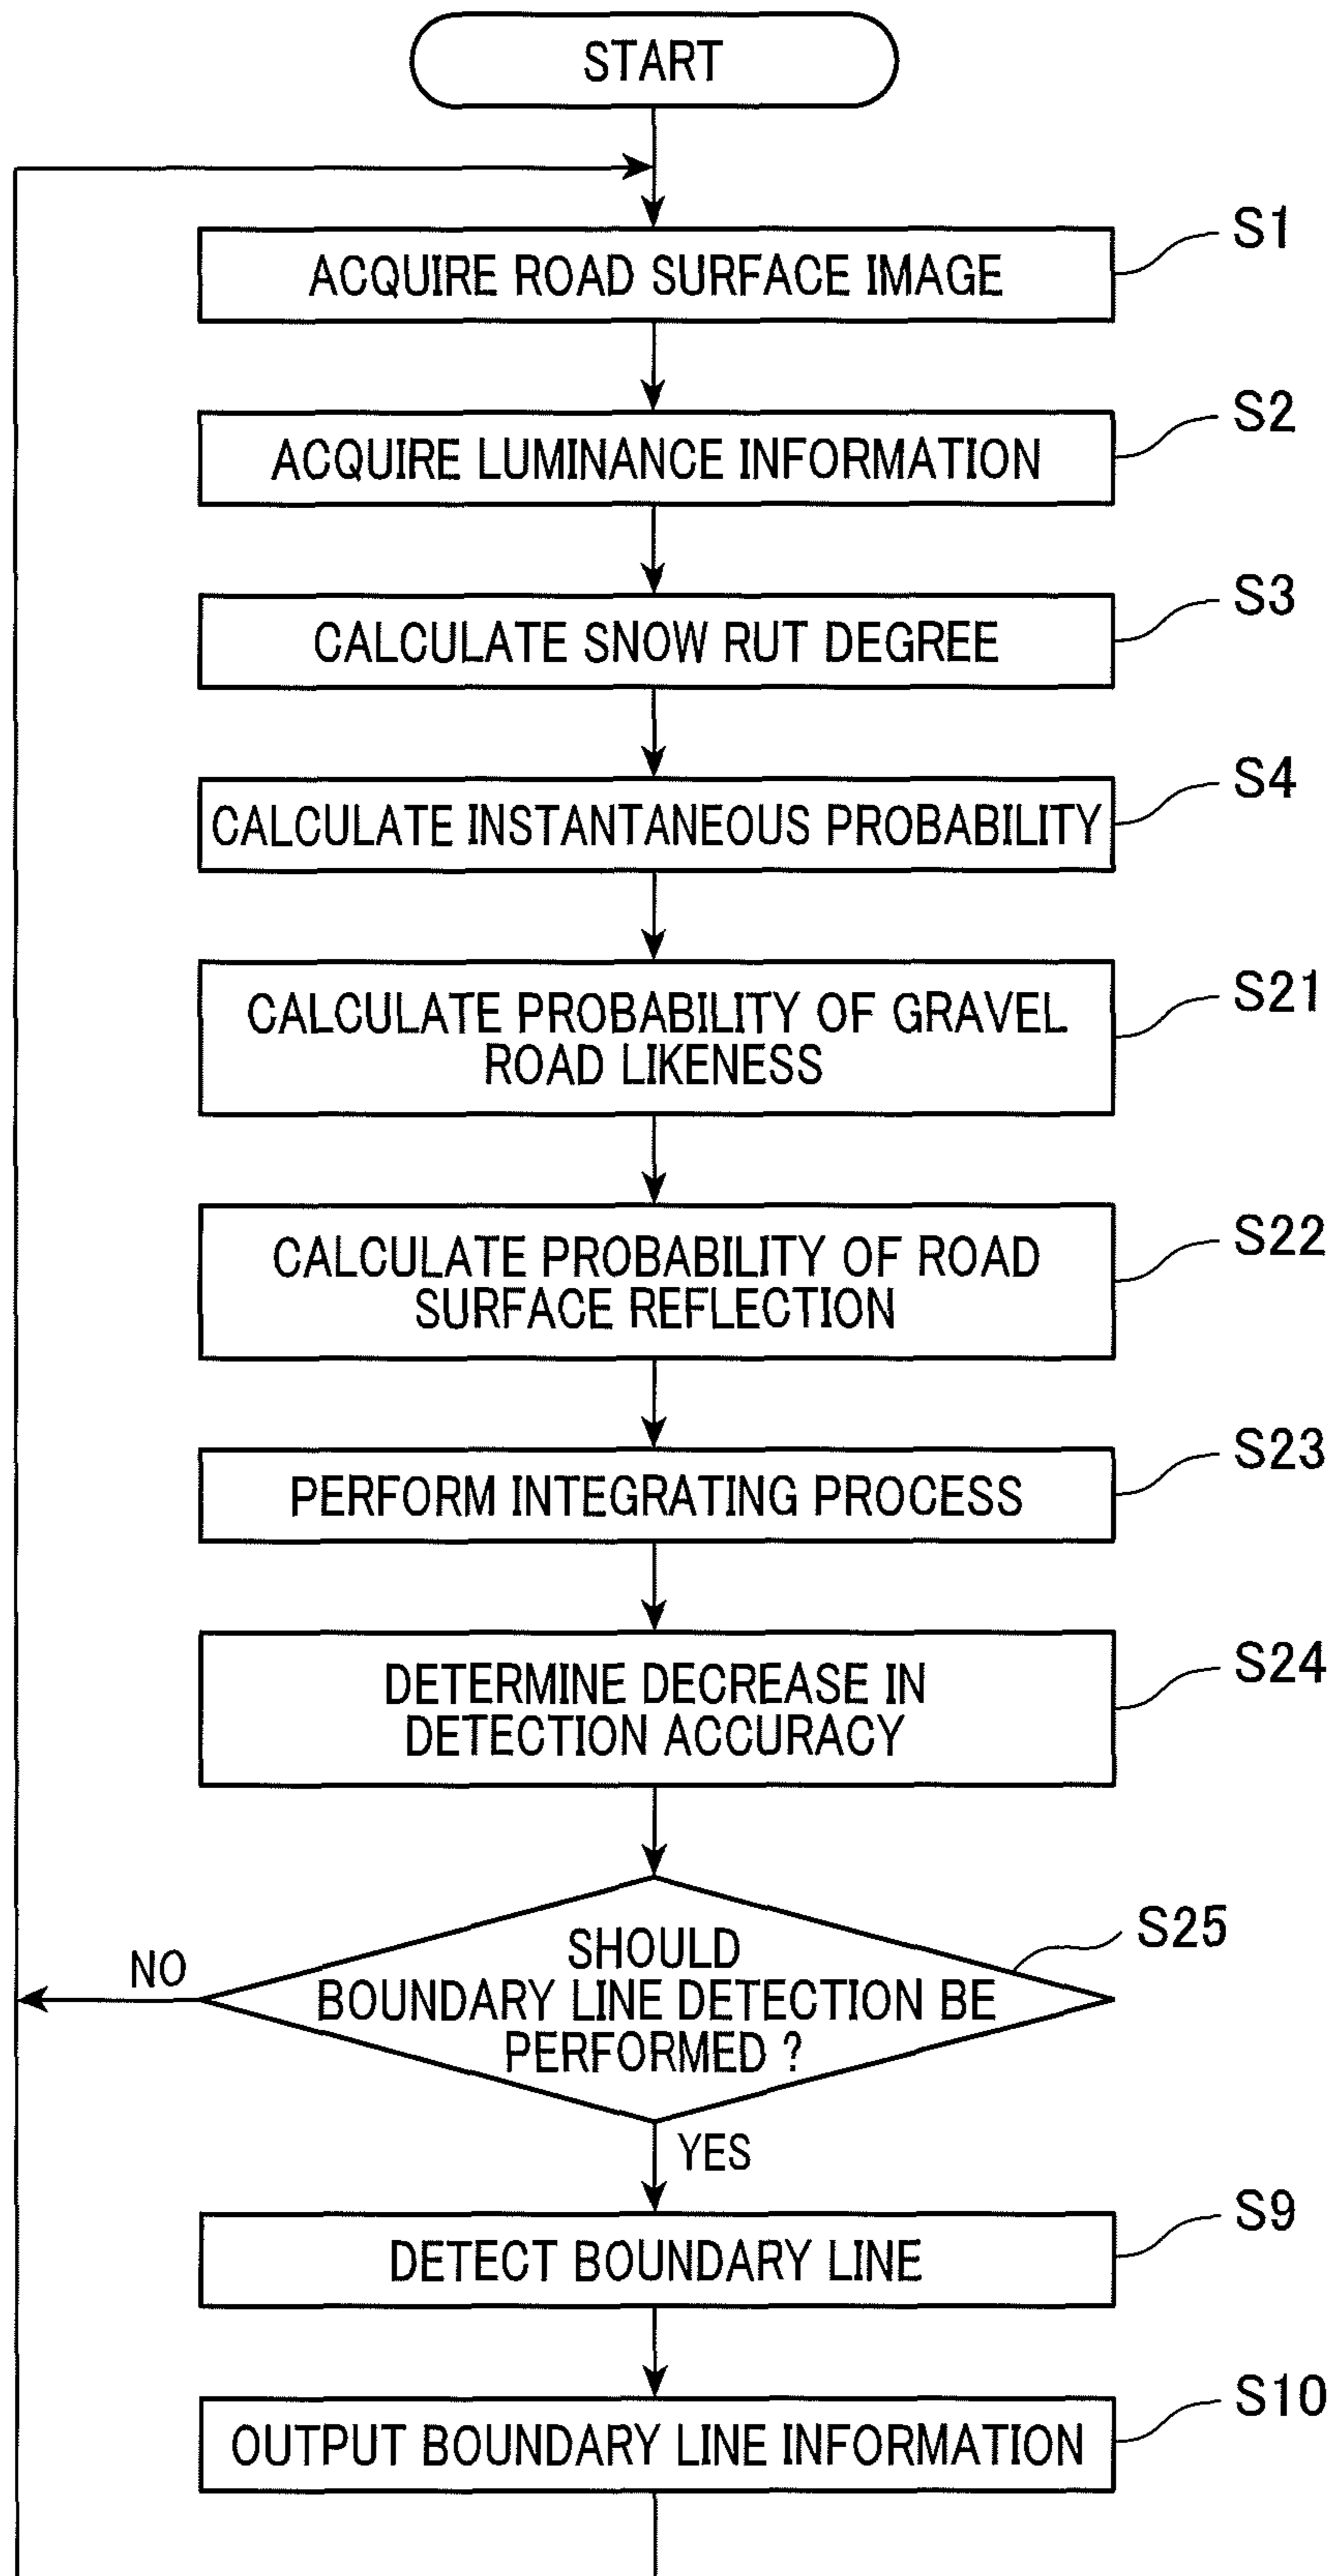 START
S1
ACQUIRE ROAD SURFACE IMAGE
S2
ACQUIRE LUMINANCE INFORMATION
S3
CALCULATE SNOW RUT DEGREE
S4
CALCULATE INSTANTANEOUS PROBABILITY
S21
CALCULATE PROBABILITY OF GRAVEL
ROAD LIKENESS
S22
CALCULATE PROBABILITY OF ROAD
SURFACE REFLECTION
S23
PERFORM INTEGRATING PROCESS
S24
DETERMINE DECREASE IN
DETECTION ACCURACY
S25
SHOULD
BOUNDARY LINE DETECTION BE
PERFORMED ?
NO
YES
S9
DETECT BOUNDARY LINE
S10
OUTPUT BOUNDARY LINE INFORMATION